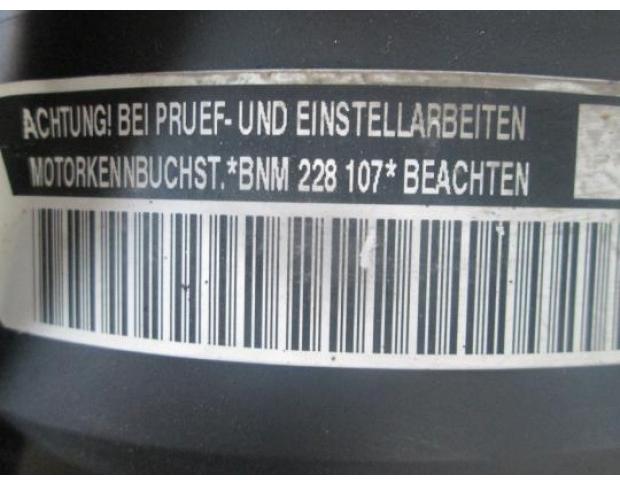 ACHTUNG! BEI PRUEF- UND EINSTELLARBEITEN
MOTORKENNBUCHST.*BNM 228 107* BEACHTEN